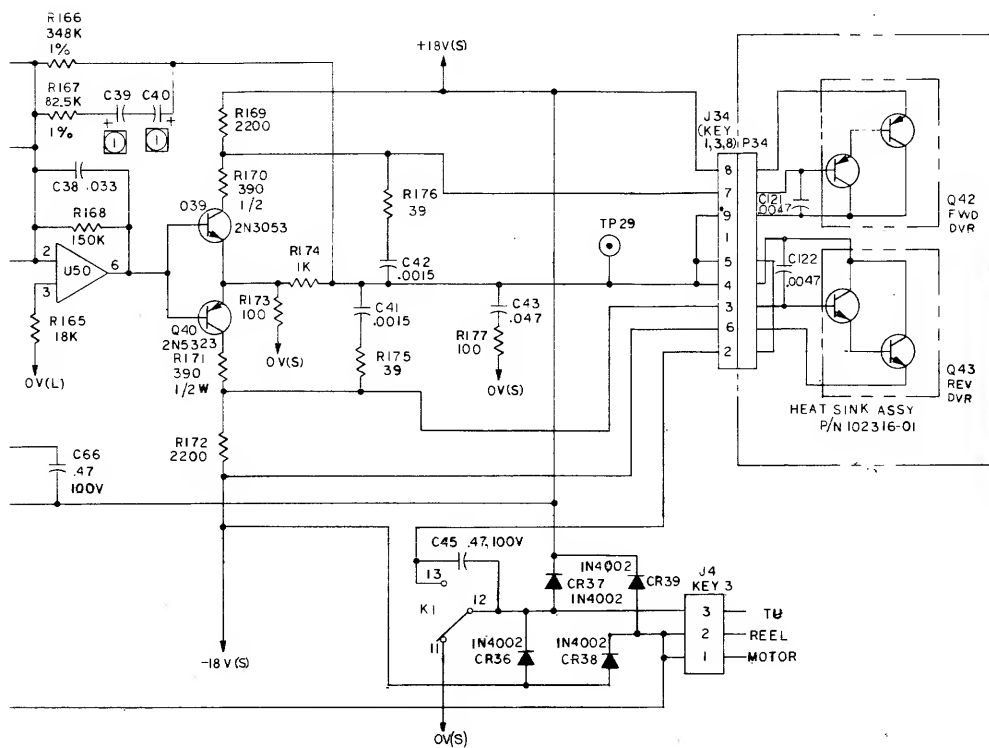 R166
348K
1%
R167
82.5K
1%
C39
C40
+
+
1
1
C38 .033
R168
150K
2
3
6
U50
R165
18K
0V(L)
+18V(S)
R169
2200
R170
390
1/2
Q39
2N3053
R174
1K
R173
100
0V(S)
Q40
2N5323
R171
390
1/2 W
R172
2200
-18V(S)
C66
.47
100V
R176
39
C42
.0015
C41
.0015
R175
39
TP29
C43
.047
R177
100
0V(S)
J34
(KEY
1,3,8)
P34
8
7
9
1
5
4
3
6
2
C121
.0047
C122
.0047
Q42
FWD
DVR
Q43
REV
DVR
HEAT SINK ASSY
P/N 102316-01
C45 .47,100V
13
12
K1
11
0V(S)
CR37
1N4002
1N4002
CR39
1N4002
CR36
1N4002
CR38
J4
KEY 3
3
2
1
TU
REEL
MOTOR